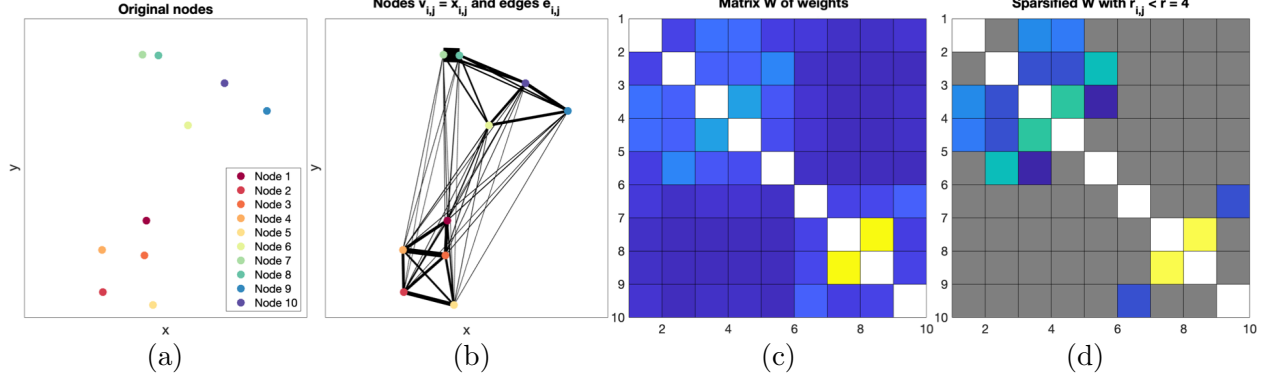 Original nodes
y
x
Node 1
Node 2
Node 3
Node 4
Node 5
Node 6
Node 7
Node 8
Node 9
Node 10
(a)
Nodes v_{i,j} = x_{i,j} and edges e_{i,j}
y
x
(b)
Matrix W of weights
1
2
3
4
5
6
7
8
9
10
2 4 6 8 10
(c)
Sparsified W with r_{i,j} < r = 4
1
2
3
4
5
6
7
8
9
10
2 4 6 8 10
(d)